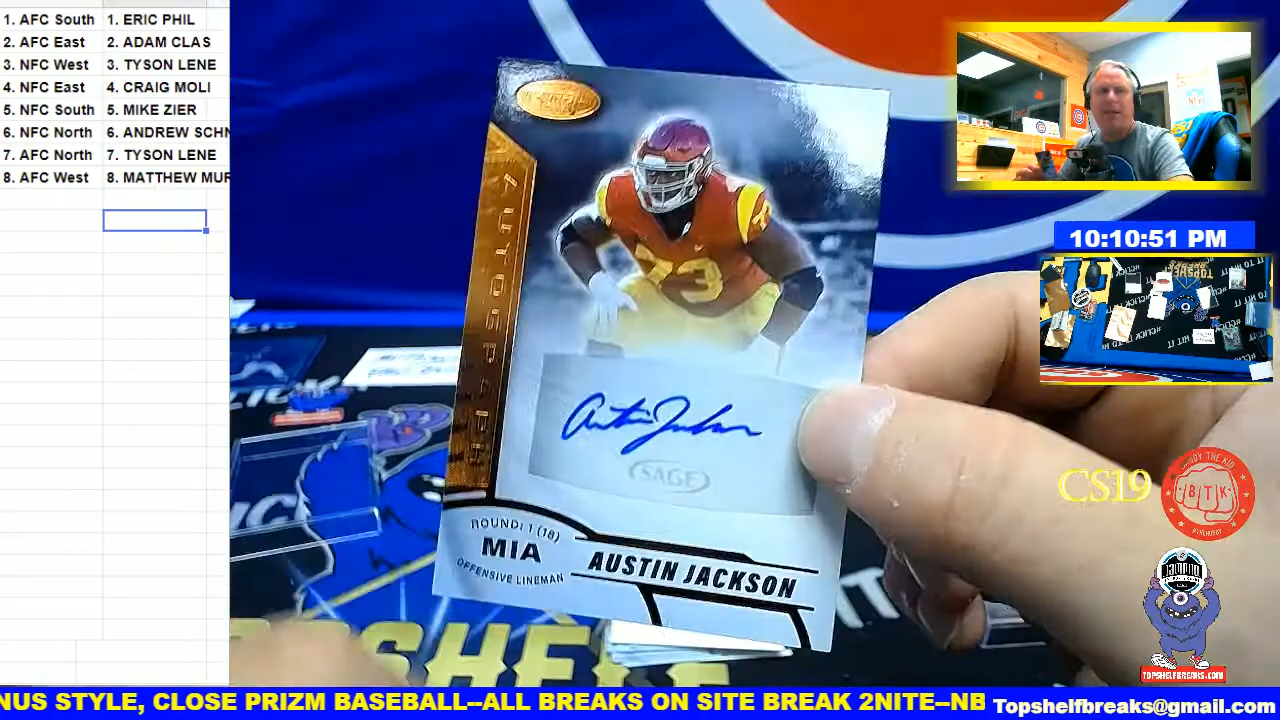 1. AFC South 1. ERIC PHIL
2. AFC East 2. ADAM CLAS
3. NFC West 3. TYSON LENE
4. NFC East 4. CRAIG MOLI
5. NFC South 5. MIKE ZIER
6. NFC North 6. ANDREW SCHN
7. AFC North 7. TYSON LENE
8. AFC West 8. MATTHEW MUR
AUTOGRAPH
73
Austin Jackson
SAGE
ROUND: 1 (18)
MIA
OFFENSIVE LINEMAN
AUSTIN JACKSON
10:10:51 PM
CS19
BTK
TOPSHELFBREAKS.COM
NUS STYLE, CLOSE PRIZM BASEBALL--ALL BREAKS ON SITE BREAK 2NITE--NB
Topshelfbreaks@gmail.com